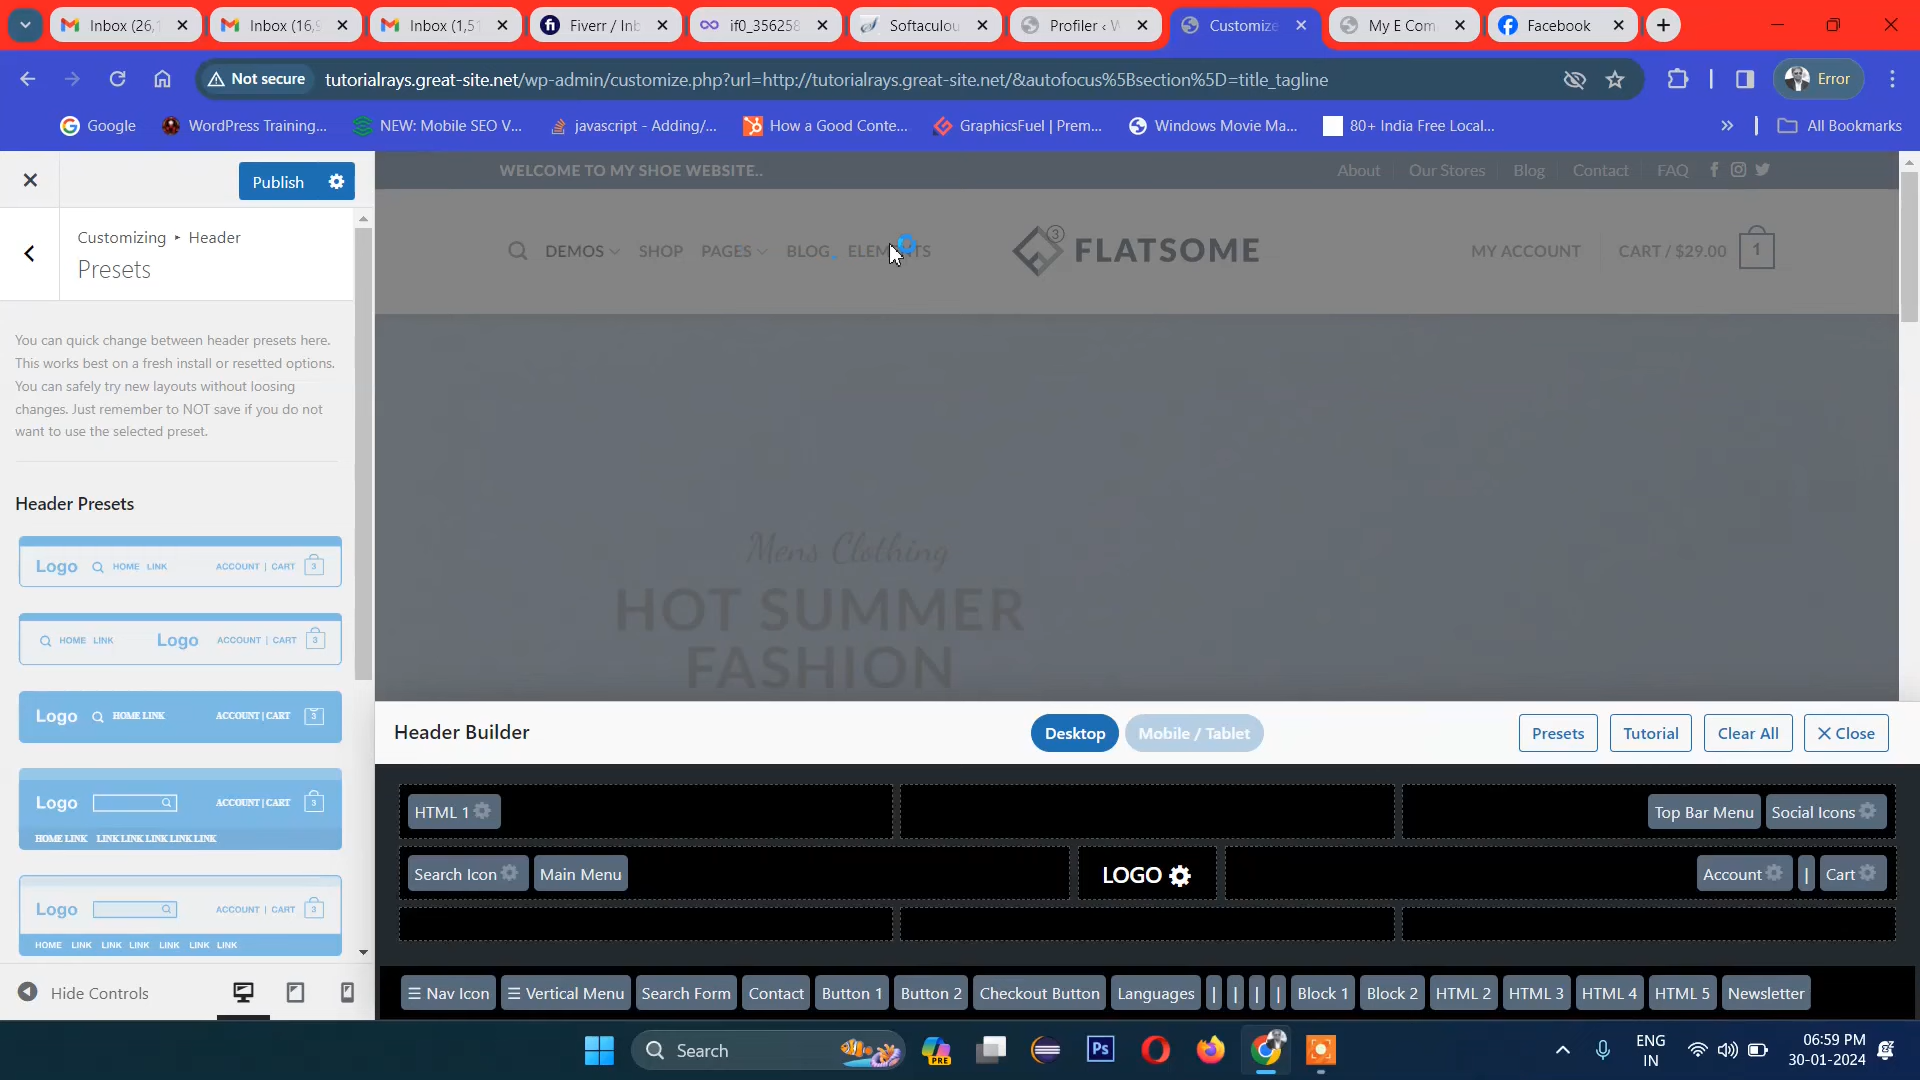 Inbox (26,1
Inbox (16,9
Inbox (1,51
Fiverr / Inb
if0_356258
Softaculou
Profiler ‹ W
Customize
My E Com
Facebook
Not secure
tutorialrays.great-site.net/wp-admin/customize.php?url=http://tutorialrays.great-site.net/&autofocus%5Bsection%5D=title_tagline
Error
Google
WordPress Training...
NEW: Mobile SEO V...
javascript - Adding/...
How a Good Conte...
GraphicsFuel | Prem...
Windows Movie Ma...
80+ India Free Local...
All Bookmarks
Publish
Customizing ▸ Header
Presets
You can quick change between header presets here.
This works best on a fresh install or resetted options.
You can safely try new layouts without loosing
changes. Just remember to NOT save if you do not
want to use the selected preset.
Header Presets
Logo HOME LINK ACCOUNT | CART 3
HOME LINK Logo ACCOUNT | CART 3
Logo HOME LINK ACCOUNT | CART 3
Logo ACCOUNT | CART 3
HOME LINK LINK LINK LINK LINK LINK
Logo ACCOUNT | CART 3
HOME LINK LINK LINK LINK LINK LINK
Hide Controls
WELCOME TO MY SHOE WEBSITE..
About
Our Stores
Blog
Contact
FAQ
DEMOS
SHOP
PAGES
BLOG
ELEMENTS
3
FLATSOME
MY ACCOUNT
CART / $29.00
1
Mens Clothing
HOT SUMMER
FASHION
Header Builder
Desktop
Mobile / Tablet
Presets
Tutorial
Clear All
Close
HTML 1
Top Bar Menu
Social Icons
Search Icon
Main Menu
LOGO
Account
|
Cart
Nav Icon
Vertical Menu
Search Form
Contact
Button 1
Button 2
Checkout Button
Languages
|
|
|
|
Block 1
Block 2
HTML 2
HTML 3
HTML 4
HTML 5
Newsletter
Search
PRE
Ps
ENG
IN
06:59 PM
30-01-2024